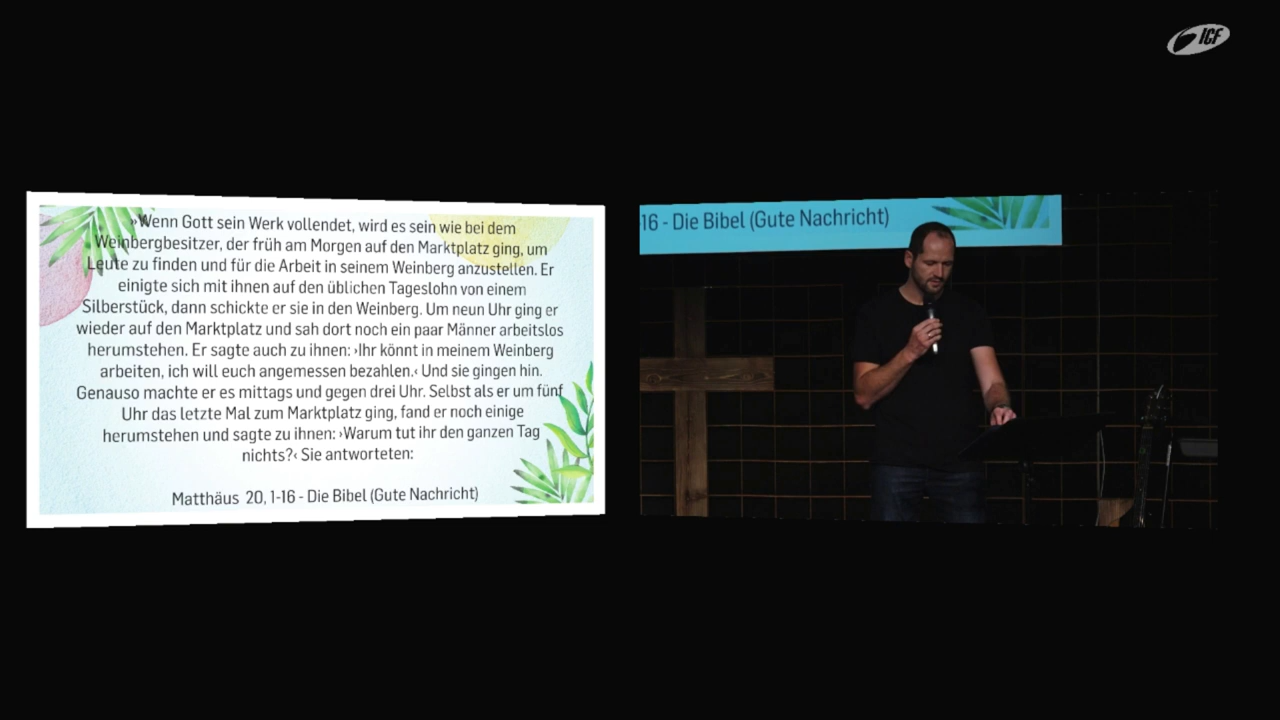 ICF
»Wenn Gott sein Werk vollendet, wird es sein wie bei dem
Weinbergbesitzer, der früh am Morgen auf den Marktplatz ging, um
Leute zu finden und für die Arbeit in seinem Weinberg anzustellen. Er
einigte sich mit ihnen auf den üblichen Tageslohn von einem
Silberstück, dann schickte er sie in den Weinberg. Um neun Uhr ging er
wieder auf den Marktplatz und sah dort noch ein paar Männer arbeitslos
herumstehen. Er sagte auch zu ihnen: ›Ihr könnt in meinem Weinberg
arbeiten, ich will euch angemessen bezahlen.‹ Und sie gingen hin.
Genauso machte er es mittags und gegen drei Uhr. Selbst als er um fünf
Uhr das letzte Mal zum Marktplatz ging, fand er noch einige
herumstehen und sagte zu ihnen: ›Warum tut ihr den ganzen Tag
nichts?‹ Sie antworteten:
Matthäus 20, 1-16 - Die Bibel (Gute Nachricht)
16 - Die Bibel (Gute Nachricht)